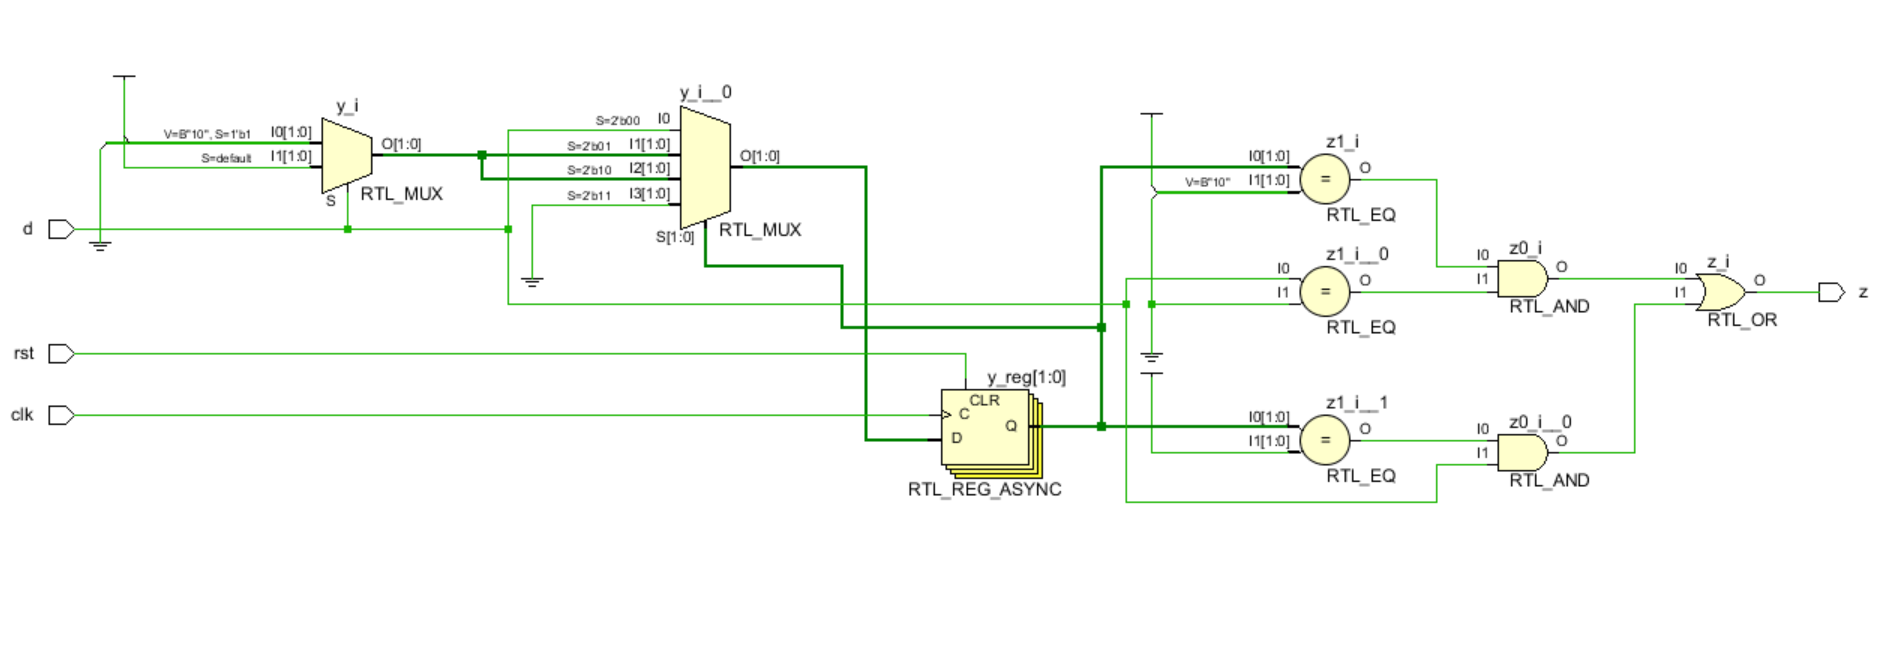 y_i
V=B"10", S=1'b1
I0[1:0]
S=default
I1[1:0]
O[1:0]
S
RTL_MUX
y_i__0
S=2'b00
I0
S=2'b01
I1[1:0]
S=2'b10
I2[1:0]
S=2'b11
I3[1:0]
O[1:0]
S[1:0]
RTL_MUX
d
rst
clk
y_reg[1:0]
CLR
C
D
Q
RTL_REG_ASYNC
z1_i
I0[1:0]
V=B"10"
I1[1:0]
=
O
RTL_EQ
z1_i__0
I0
I1
=
O
RTL_EQ
z1_i__1
I0[1:0]
I1[1:0]
=
O
RTL_EQ
z0_i
I0
I1
O
RTL_AND
z0_i__0
I0
I1
O
RTL_AND
z_i
I0
I1
O
RTL_OR
z